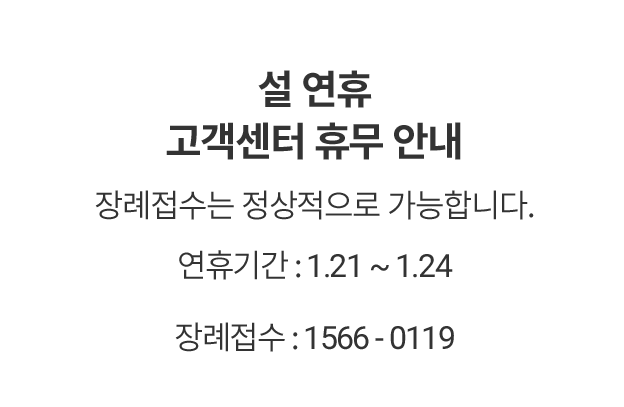 설 연휴
고객센터 휴무 안내
장례접수는 정상적으로 가능합니다.
연휴기간 : 1.21 ~ 1.24
장례접수 : 1566 - 0119